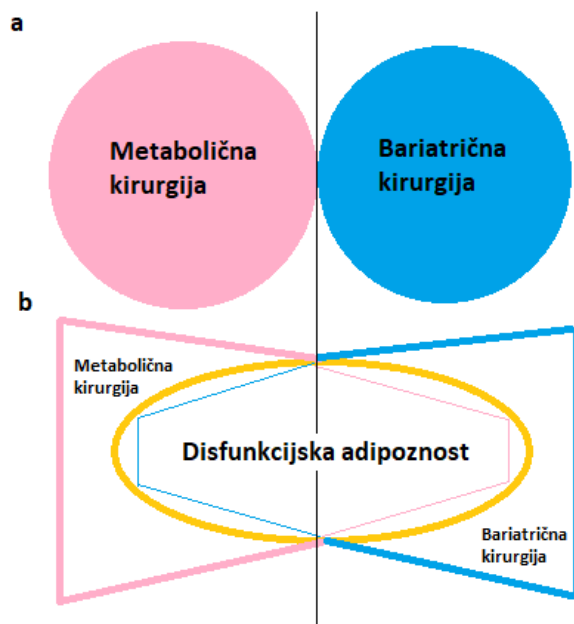 a
Metabolična
kirurgija
Bariatrična
kirurgija
b
Metabolična
kirurgija
Disfunkcijska adipoznost
Bariatrična
kirurgija